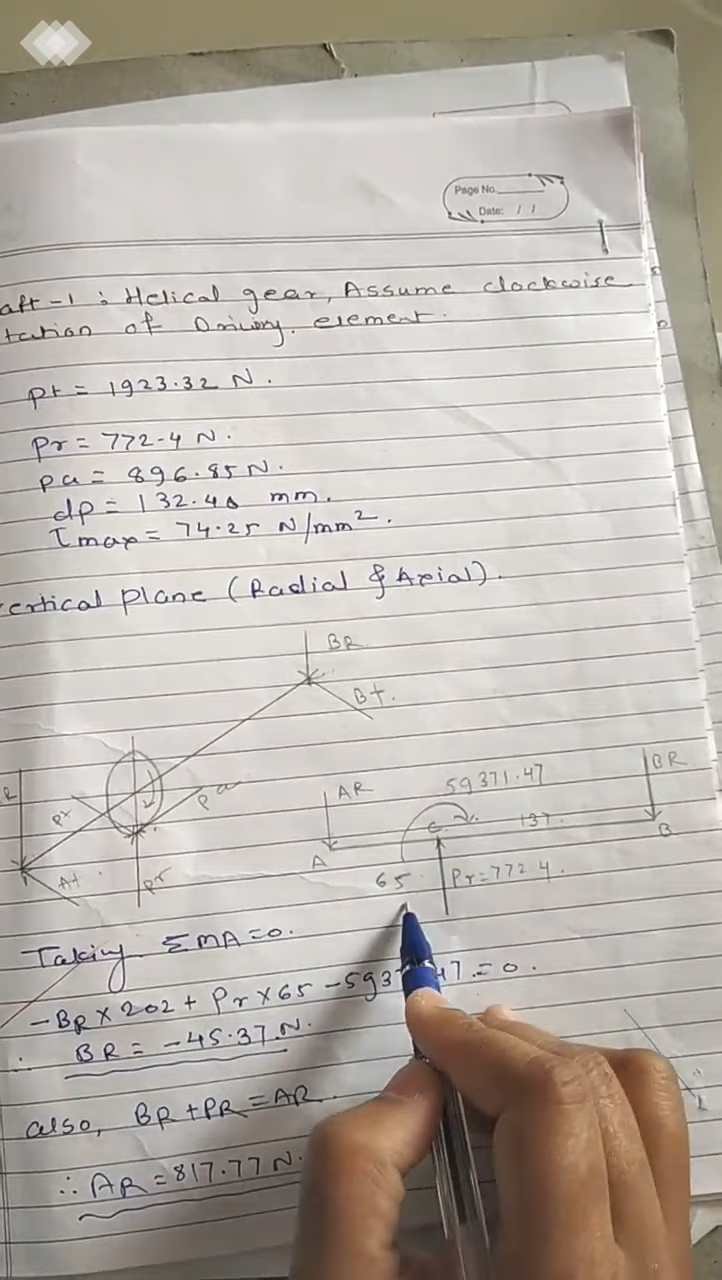 Page No.
Date: / /
1
aft-1 : Helical gear, Assume clockwise
tation of Driving element.
Pt = 1923.32 N.
Pr = 772.4 N.
Pa = 896.85 N.
dp = 132.40 mm.
τmax = 74.25 N/mm².
ertical plane (Radial & Axial).
BR
Bt.
R
Pr
Pa
At
Pr
AR
59371.47
BR
C
137
A
B
65
Pr=772.4.
Taking ΣMA=0.
-BR×202 + Pr×65 -593 47 = 0.
∴ BR = -45.37 N.
also, BR + PR = AR
∴ AR = 817.77 N.